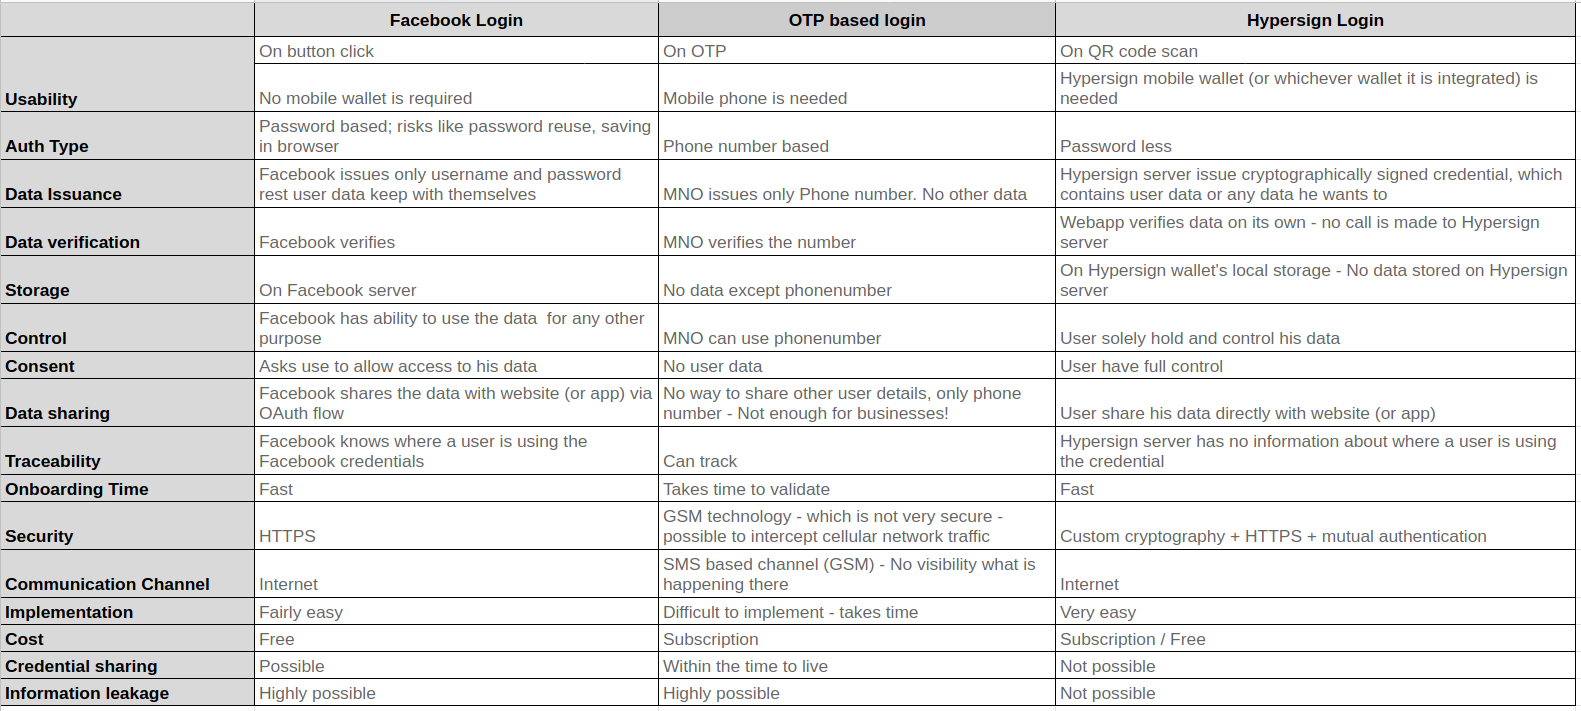 Facebook Login OTP based login Hypersign Login
On button click On OTP On QR code scan
Usability No mobile wallet is required Mobile phone is needed Hypersign mobile wallet (or whichever wallet it is integrated) is
needed
Auth Type Password based; risks like password reuse, saving
in browser Phone number based Password less
Data Issuance Facebook issues only username and password
rest user data keep with themselves MNO issues only Phone number. No other data Hypersign server issue cryptographically signed credential, which
contains user data or any data he wants to
Data verification Facebook verifies MNO verifies the number Webapp verifies data on its own - no call is made to Hypersign
server
Storage On Facebook server No data except phonenumber On Hypersign wallet's local storage - No data stored on Hypersign
server
Control Facebook has ability to use the data  for any other
purpose MNO can use phonenumber User solely hold and control his data
Consent Asks use to allow access to his data No user data User have full control
Data sharing Facebook shares the data with website (or app) via
OAuth flow No way to share other user details, only phone
number - Not enough for businesses! User share his data directly with website (or app)
Traceability Facebook knows where a user is using the
Facebook credentials Can track Hypersign server has no information about where a user is using
the credential
Onboarding Time Fast Takes time to validate Fast
Security HTTPS GSM technology - which is not very secure -
possible to intercept cellular network traffic Custom cryptography + HTTPS + mutual authentication
Communication Channel Internet SMS based channel (GSM) - No visibility what is
happening there Internet
Implementation Fairly easy Difficult to implement - takes time Very easy
Cost Free Subscription Subscription / Free
Credential sharing Possible Within the time to live Not possible
Information leakage Highly possible Highly possible Not possible